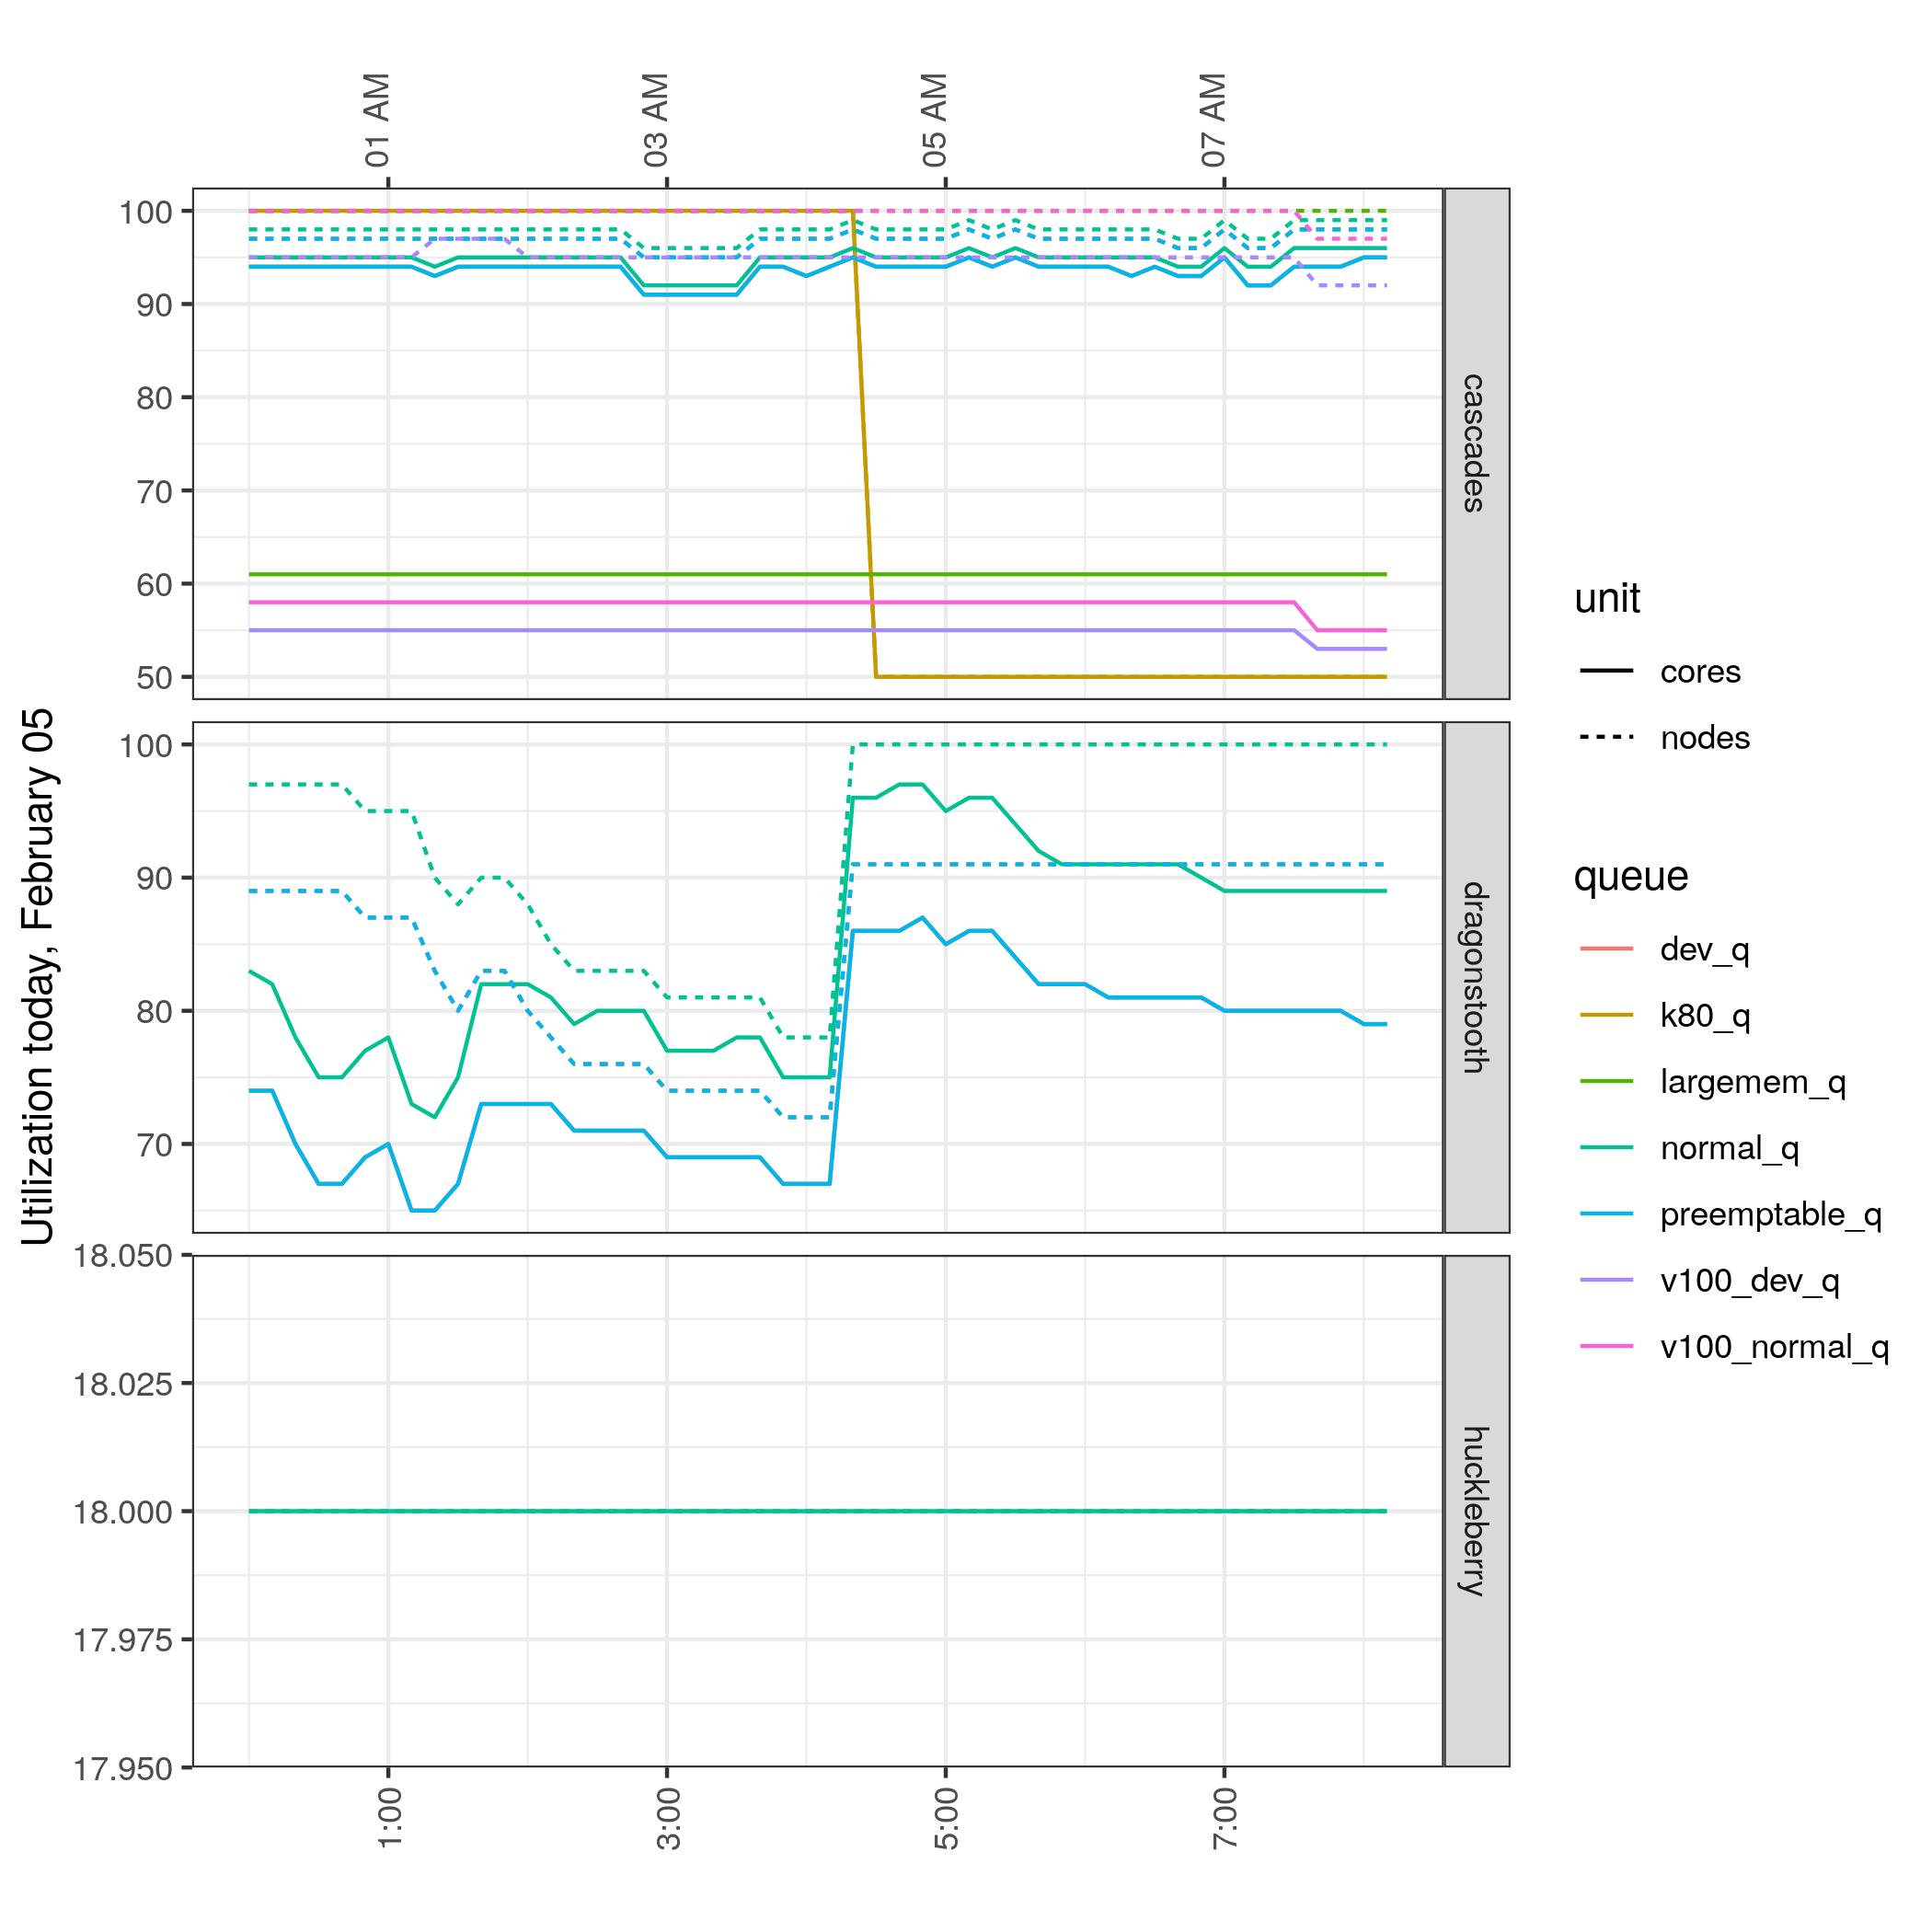 01 AM
03 AM
05 AM
07 AM
100
90
80
70
60
50
cascades
100
90
80
70
dragonstooth
18.050
18.025
18.000
17.975
17.950
huckleberry
1:00
3:00
5:00
7:00
Utilization today, February 05
unit
cores
nodes
queue
dev_q
k80_q
largemem_q
normal_q
preemptable_q
v100_dev_q
v100_normal_q